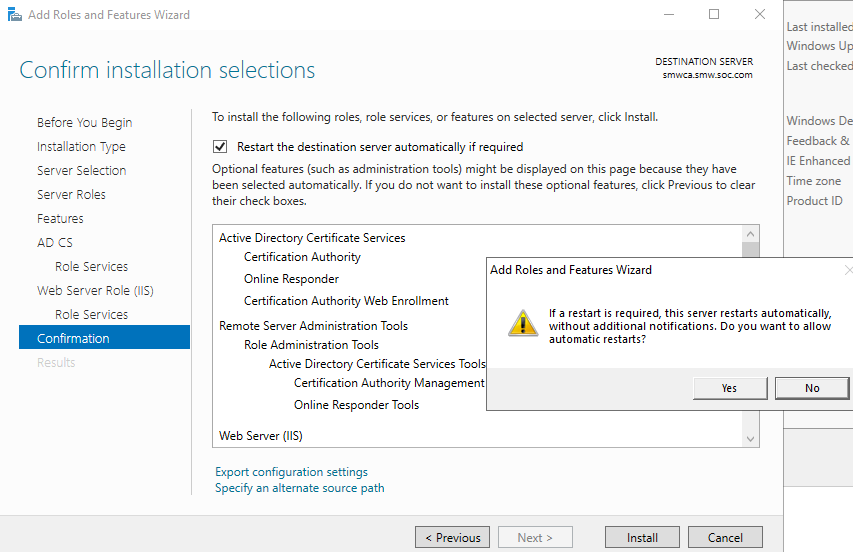 Add Roles and Features Wizard
Confirm installation selections
DESTINATION SERVER
smwca.smw.soc.com
Before You Begin
Installation Type
Server Selection
Server Roles
Features
AD CS
Role Services
Web Server Role (IIS)
Role Services
Confirmation
Results
To install the following roles, role services, or features on selected server, click Install.
Restart the destination server automatically if required
Optional features (such as administration tools) might be displayed on this page because they have
been selected automatically. If you do not want to install these optional features, click Previous to clear
their check boxes.
Active Directory Certificate Services
Certification Authority
Online Responder
Certification Authority Web Enrollment
Remote Server Administration Tools
Role Administration Tools
Active Directory Certificate Services Tools
Certification Authority Management
Online Responder Tools
Web Server (IIS)
Export configuration settings
Specify an alternate source path
< Previous
Next >
Install
Cancel
Add Roles and Features Wizard
If a restart is required, this server restarts automatically,
without additional notifications. Do you want to allow
automatic restarts?
Yes
No
Last installed
Windows Up
Last checked
Windows De
Feedback &
IE Enhanced
Time zone
Product ID